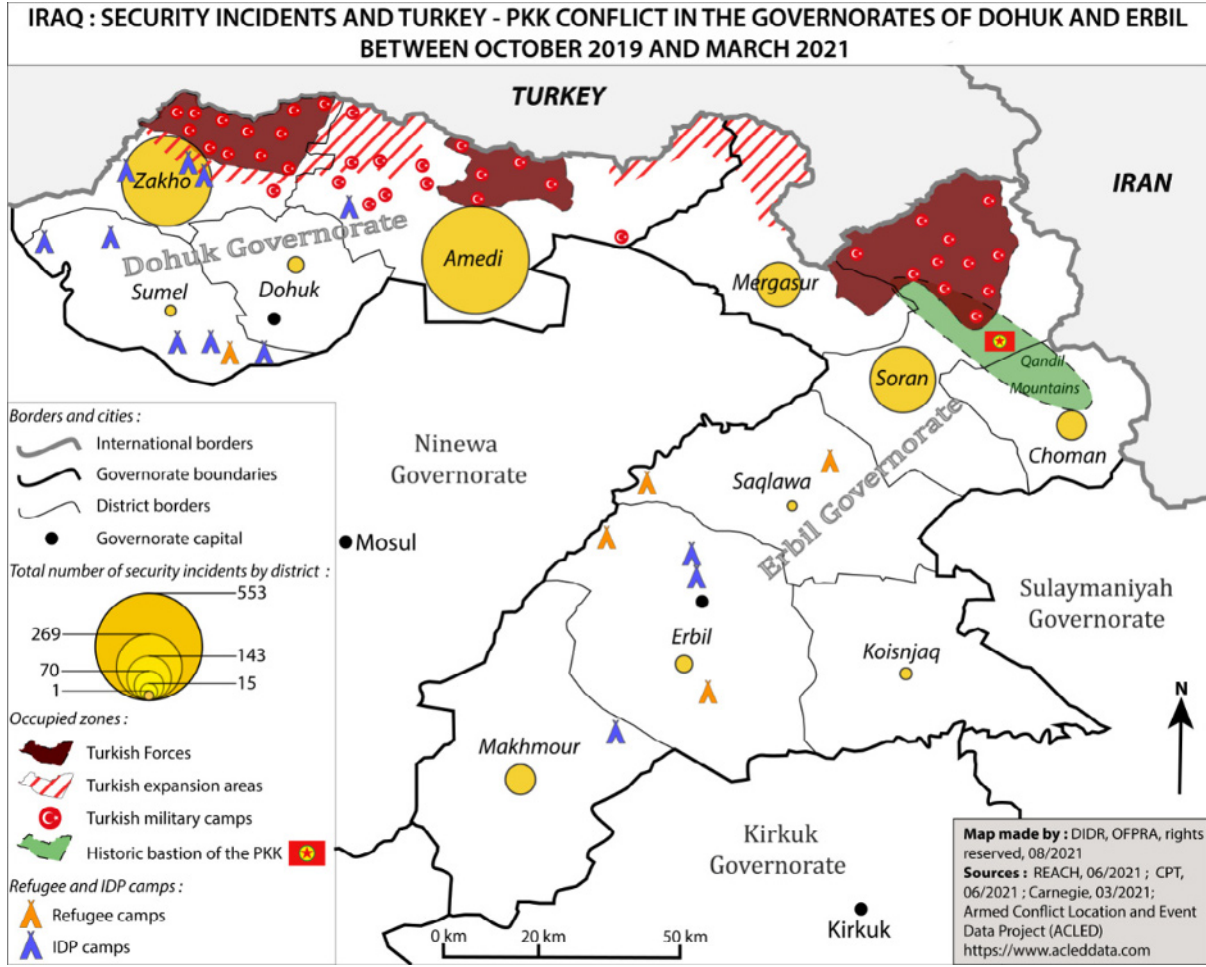 IRAQ : SECURITY INCIDENTS AND TURKEY - PKK CONFLICT IN THE GOVERNORATES OF DOHUK AND ERBIL
BETWEEN OCTOBER 2019 AND MARCH 2021
TURKEY
IRAN
Zakho
Dohuk Governorate
Amedi
Sumel
Dohuk
Mergasur
Soran
Qandil
Mountains
Choman
Ninewa
Governorate
Saqlawa
Erbil Governorate
Mosul
Sulaymaniyah
Governorate
Erbil
Koisnjaq
Makhmour
Kirkuk
Governorate
Kirkuk
N
0 km
20 km
50 km
Borders and cities :
International borders
Governorate boundaries
District borders
Governorate capital
Total number of security incidents by district :
553
269
143
70
15
1
Occupied zones :
Turkish Forces
Turkish expansion areas
Turkish military camps
Historic bastion of the PKK
Refugee and IDP camps :
Refugee camps
IDP camps
Map made by : DIDR, OFPRA, rights
reserved, 08/2021
Sources : REACH, 06/2021 ; CPT,
06/2021 ; Carnegie, 03/2021;
Armed Conflict Location and Event
Data Project (ACLED)
https://www.acleddata.com